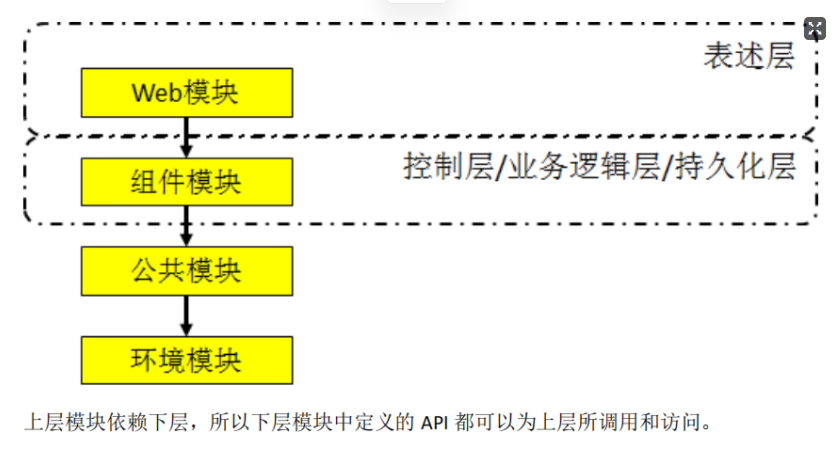 表述层
Web模块
控制层/业务逻辑层/持久化层
组件模块
公共模块
环境模块
上层模块依赖下层，所以下层模块中定义的 API 都可以为上层所调用和访问。